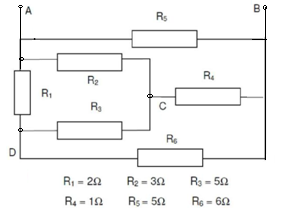 A
B
R₅
R₂
R₄
R₁
R₃
C
R₆
D
R₁ = 2Ω R₂ = 3Ω R₃ = 5Ω
R₄ = 1Ω R₅ = 5Ω R₆ = 6Ω